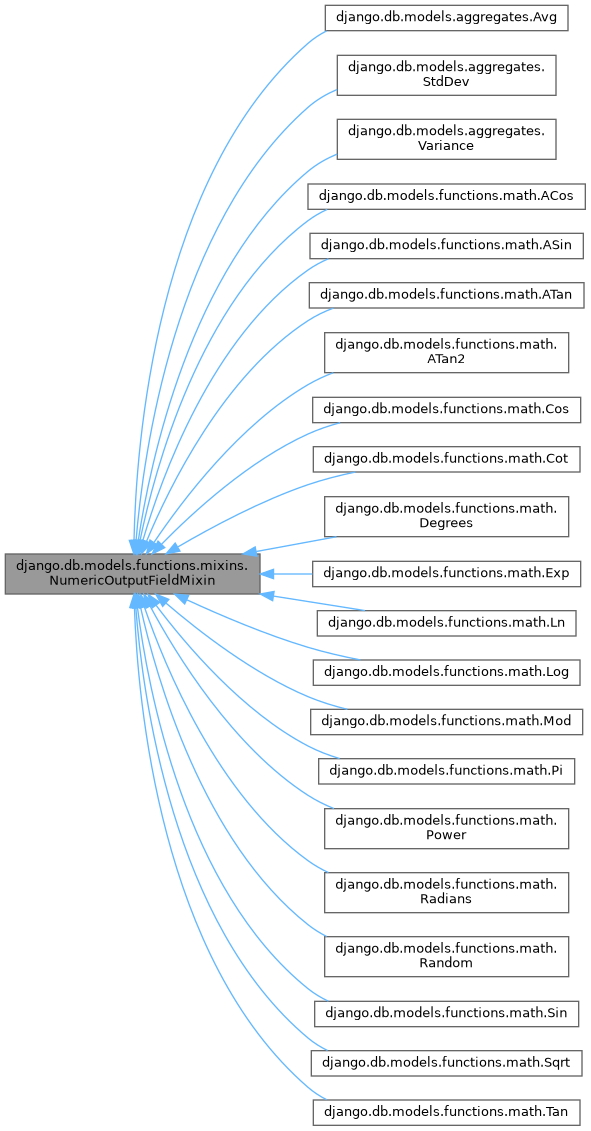 django.db.models.aggregates.Avg
django.db.models.aggregates.
StdDev
django.db.models.aggregates.
Variance
django.db.models.functions.math.ACos
django.db.models.functions.math.ASin
django.db.models.functions.math.ATan
django.db.models.functions.math.
ATan2
django.db.models.functions.math.Cos
django.db.models.functions.math.Cot
django.db.models.functions.math.
Degrees
django.db.models.functions.mixins.
NumericOutputFieldMixin
django.db.models.functions.math.Exp
django.db.models.functions.math.Ln
django.db.models.functions.math.Log
django.db.models.functions.math.Mod
django.db.models.functions.math.Pi
django.db.models.functions.math.
Power
django.db.models.functions.math.
Radians
django.db.models.functions.math.
Random
django.db.models.functions.math.Sin
django.db.models.functions.math.Sqrt
django.db.models.functions.math.Tan